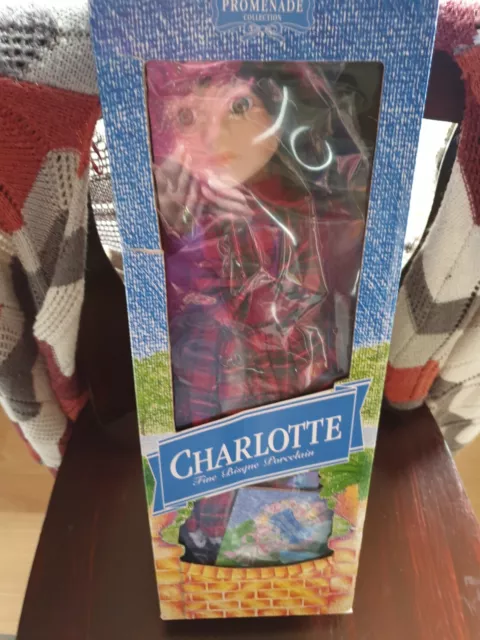 PROMENADE
COLLECTION
CHARLOTTE
Fine Bisque Porcelain